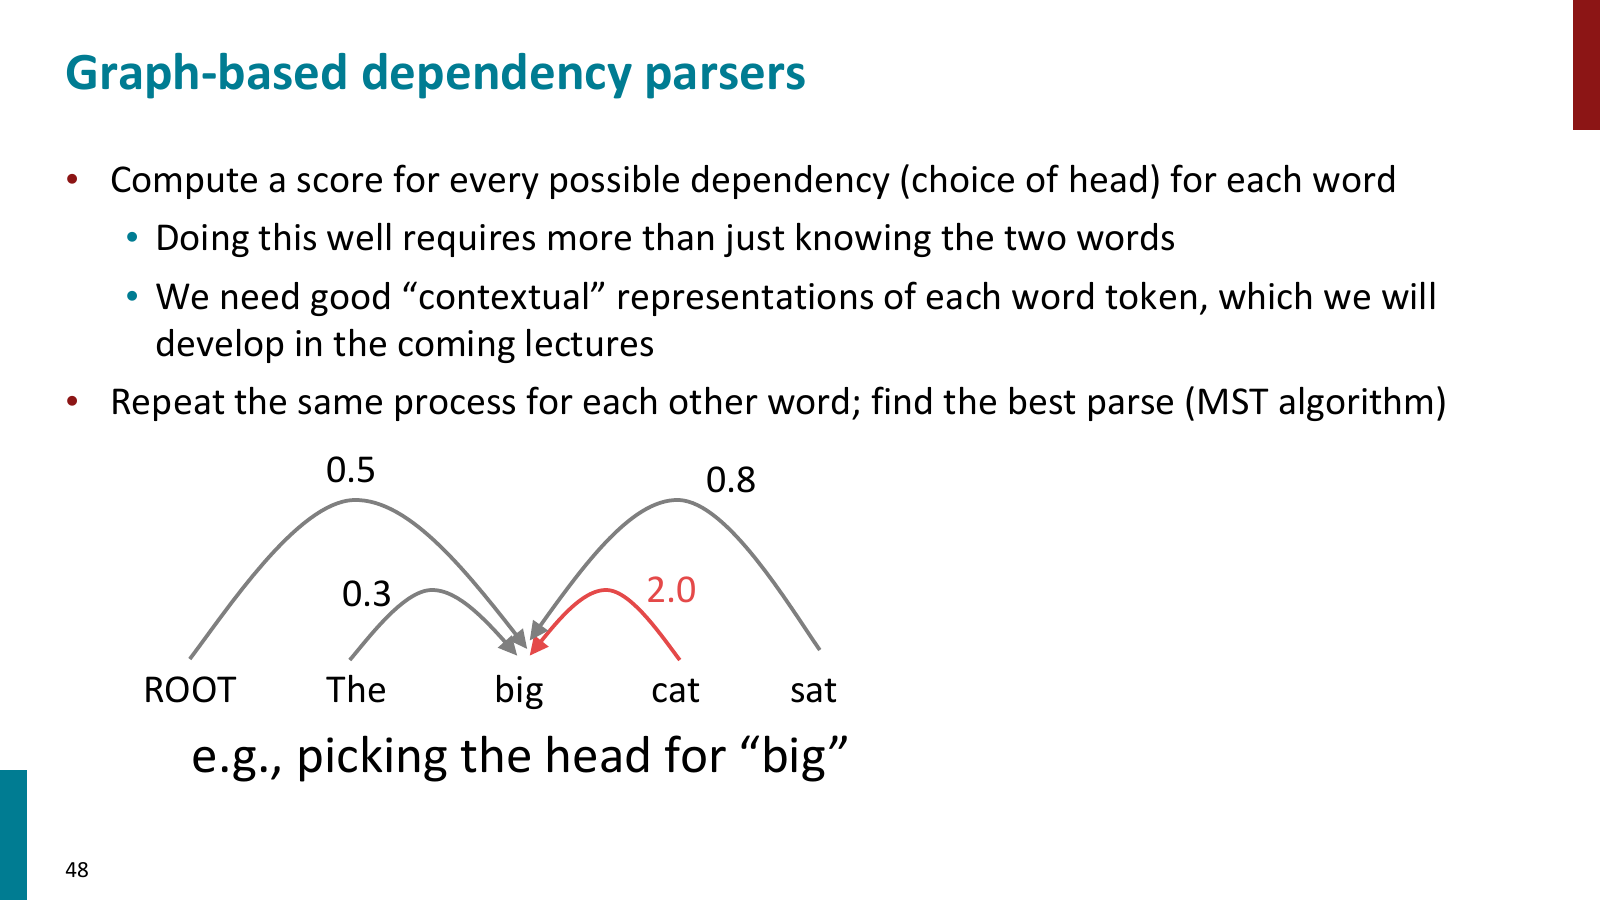 Graph-based dependency parsers
• Compute a score for every possible dependency (choice of head) for each word
• Doing this well requires more than just knowing the two words
• We need good “contextual” representations of each word token, which we will
develop in the coming lectures
• Repeat the same process for each other word; find the best parse (MST algorithm)
0.5
0.8
0.3
2.0
ROOT The big cat sat
e.g., picking the head for “big”
48